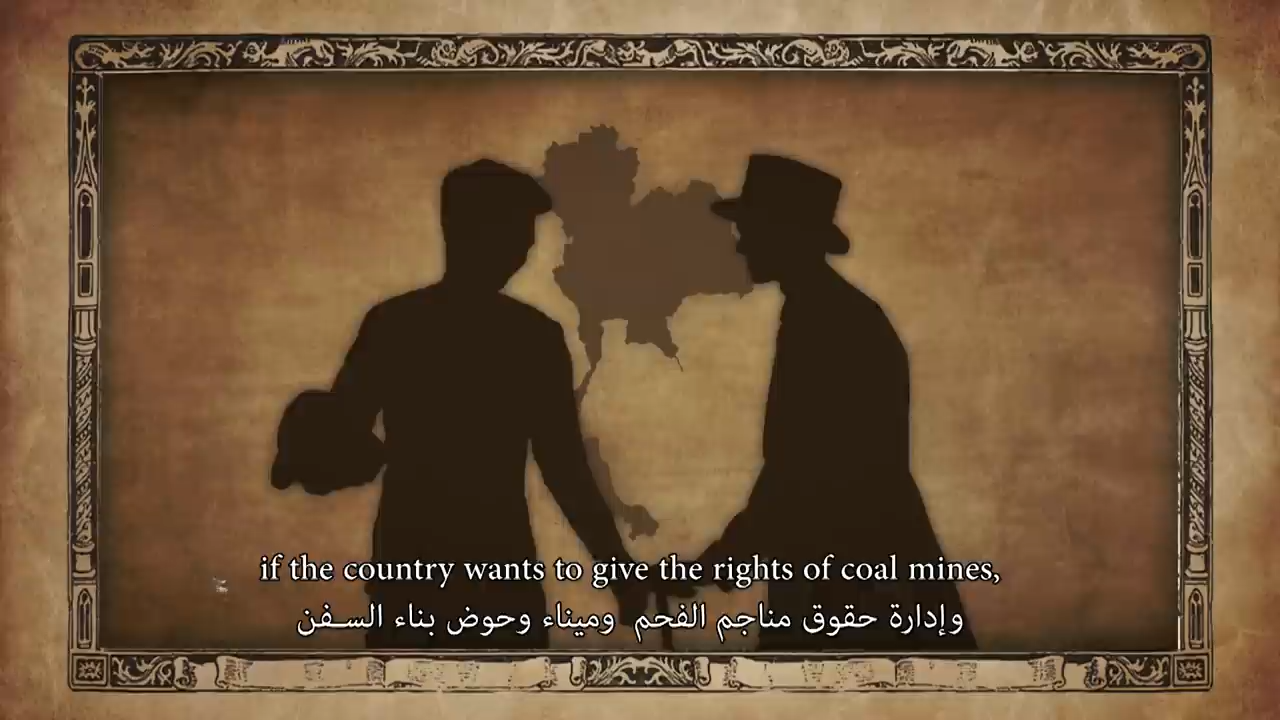 if the country wants to give the rights of coal mines,
وإدارة حقوق مناجم الفحم وميناء وحوض بناء السفن